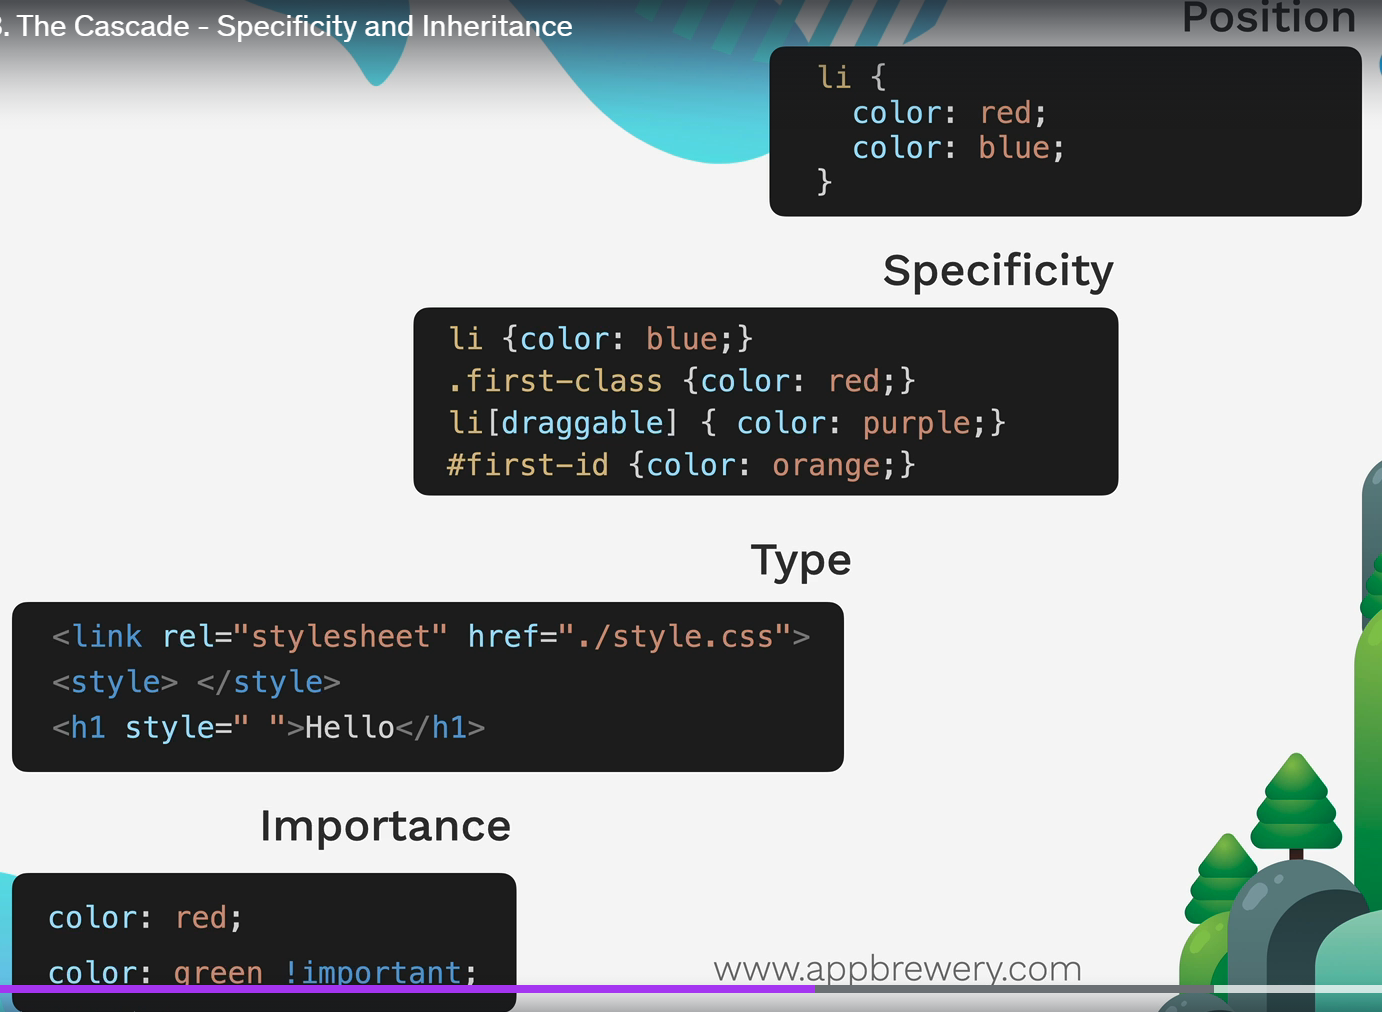 3. The Cascade - Specificity and Inheritance
Position
li {
color: red;
color: blue;
}
Specificity
li {color: blue;}
.first-class {color: red;}
li[draggable] { color: purple;}
#first-id {color: orange;}
Type
<link rel="stylesheet" href="./style.css">
<style> </style>
<h1 style=" ">Hello</h1>
Importance
color: red;
color: green !important;
www.appbrewery.com